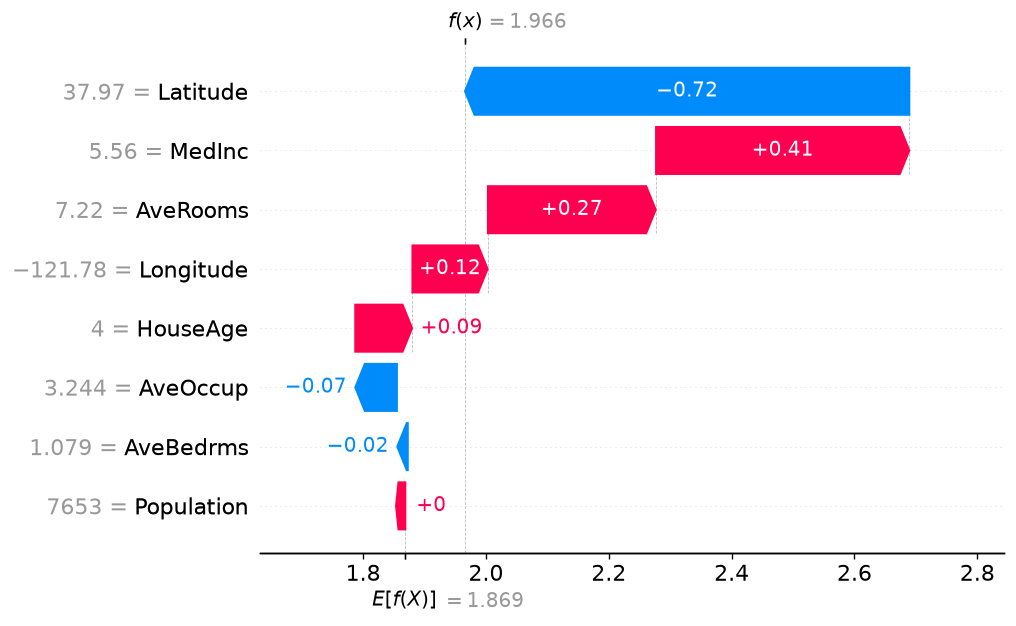 f(x) = 1.966
37.97 = Latitude
−0.72
5.56 = MedInc
+0.41
7.22 = AveRooms
+0.27
−121.78 = Longitude
+0.12
4 = HouseAge
+0.09
3.244 = AveOccup
−0.07
1.079 = AveBedrms
−0.02
7653 = Population
+0
1.8 2.0 2.2 2.4 2.6 2.8
E[f(X)] = 1.869